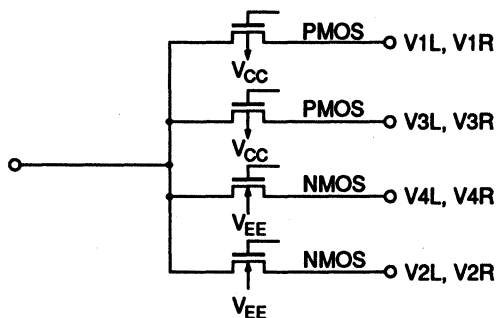 PMOS V1L, V1R
VCC
PMOS V3L, V3R
VCC
NMOS V4L, V4R
VEE
NMOS V2L, V2R
VEE